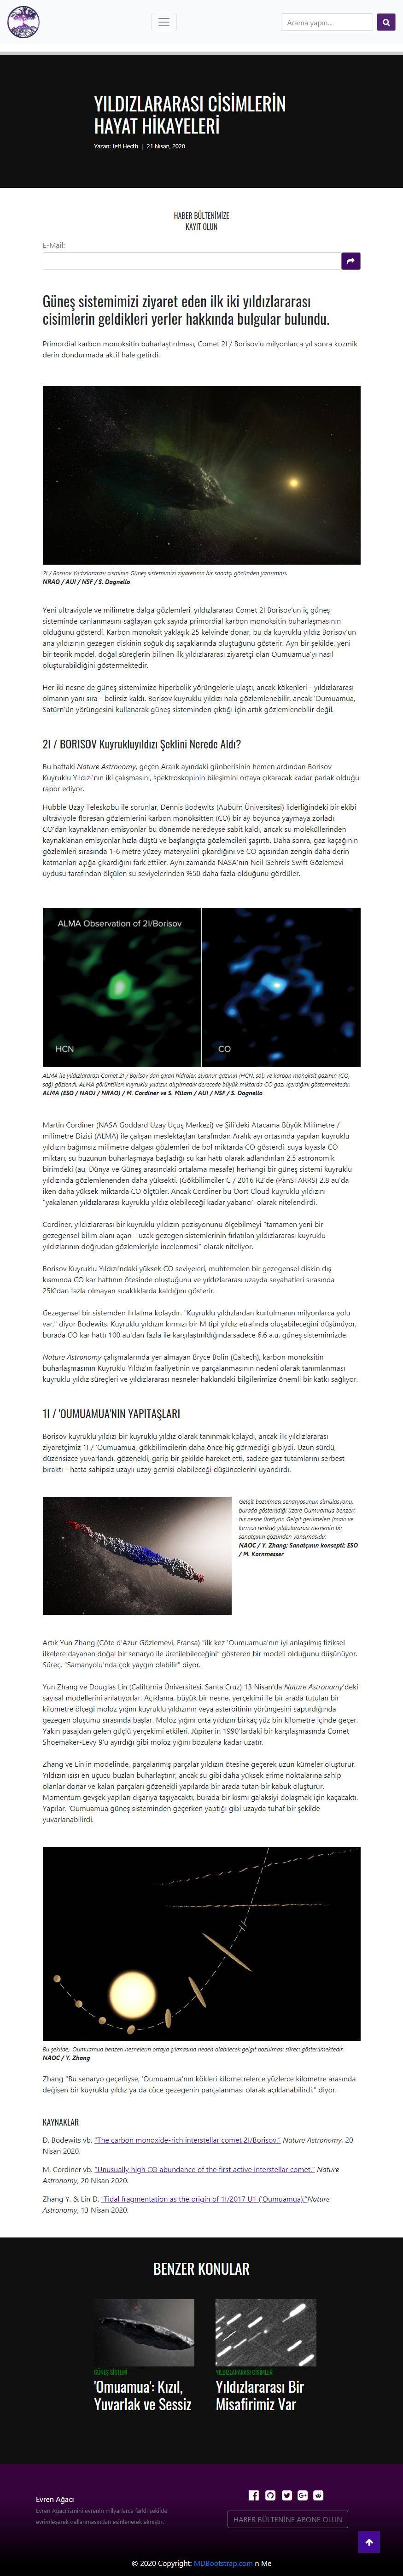 Arama yapın...
YILDIZLARARASI CİSİMLERİN
HAYAT HİKAYELERİ
Yazan: Jeff Hecth | 21 Nisan, 2020
HABER BÜLTENİMİZE
KAYIT OLUN
E-Mail:
Güneş sistemimizi ziyaret eden ilk iki yıldızlararası
cisimlerin geldikleri yerler hakkında bulgular bulundu.
Primordial karbon monoksitin buharlaştırılması, Comet 2I / Borisov'u milyonlarca yıl sonra kozmik
derin dondurmada aktif hale getirdi.
2I / Borisov Yıldızlararası cisminin Güneş sistemimizi ziyaretinin bir sanatçı gözünden yansıması.
NRAO / AUI / NSF / S. Dagnello
Yeni ultraviyole ve milimetre dalga gözlemleri, yıldızlararası Comet 2I Borisov'un iç güneş
sisteminde canlanmasını sağlayan çok sayıda primordial karbon monoksitin buharlaşmasının
olduğunu gösterdi. Karbon monoksit yaklaşık 25 kelvinde donar, bu da kuyruklu yıldız Borisov'un
ana yıldızının gezegen diskinin soğuk dış saçaklarında oluştuğunu gösterir. Ayrı bir şekilde, yeni
bir teorik model, doğal süreçlerin bilinen ilk yıldızlararası ziyaretçi olan Oumuamua'yı nasıl
oluşturabildiğini göstermektedir.
Her iki nesne de güneş sistemimize hiperbolik yörüngelerle ulaştı, ancak kökenleri - yıldızlararası
olmanın yanı sıra - belirsiz kaldı. Borisov kuyruklu yıldızı hala gözlemlenebilir, ancak 'Oumuamua,
Satürn'ün yörüngesini kullanarak güneş sisteminden çıktığı için artık gözlemlenebilir değil.
2I / BORISOV Kuyrukluyıldızı Şeklini Nerede Aldı?
Bu haftaki Nature Astronomy, geçen Aralık ayındaki günberisinin hemen ardından Borisov
Kuyruklu Yıldızı'nın iki çalışmasını, spektroskopinin bileşimini ortaya çıkaracak kadar parlak olduğu
rapor ediyor.
Hubble Uzay Teleskobu ile sorunlar, Dennis Bodewits (Auburn Üniversitesi) liderliğindeki bir ekibi
ultraviyole floresan gözlemlerini karbon monoksitten (CO) bir ay boyunca yaymaya zorladı.
CO'dan kaynaklanan emisyonlar bu dönemde neredeyse sabit kaldı, ancak su moleküllerinden
kaynaklanan emisyonlar hızla düştü ve başlangıçta gözlemcileri şaşırttı. Daha sonra, gaz kaçağının
gözlemleri sırasında 1-6 metre yüzey materyalini çıkardığını ve CO açısından zengin daha derin
katmanları açığa çıkardığını fark ettiler. Aynı zamanda NASA'nın Neil Gehrels Swift Gözlemevi
uydusu tarafından ölçülen su seviyelerinden %50 daha fazla olduğunu gördüler.
ALMA Observation of 2I/Borisov
HCN
CO
ALMA ile yıldızlararası Comet 2I / Borisov'dan çıkan hidrojen siyanür gazının (HCN, sol) ve karbon monoksit gazının (CO,
sağ) gözlendi. ALMA görüntüleri kuyruklu yıldızın alışılmadık derecede büyük miktarda CO gazı içerdiğini göstermektedir.
ALMA (ESO / NAOJ / NRAO) / M. Cordiner ve S. Milam / AUI / NSF / S. Dagnello
Martin Cordiner (NASA Goddard Uzay Uçuş Merkezi) ve Şili'deki Atacama Büyük Milimetre /
milimetre Dizisi (ALMA) ile çalışan meslektaşları tarafından Aralık ayı ortasında yapılan kuyruklu
yıldızın bağımsız milimetre dalgası gözlemleri de bol miktarda CO gösterdi. suya kıyasla CO
miktarı, su buzunun buharlaşmaya başladığı su kar hattı olarak adlandırılan 2.5 astronomik
birimdeki (au, Dünya ve Güneş arasındaki ortalama mesafe) herhangi bir güneş sistemi kuyruklu
yıldızında gözlemlenenden daha yüksekti. (Gökbilimciler C / 2016 R2'de (PanSTARRS) 2.8 au'da
iken daha yüksek miktarda CO ölçtüler. Ancak Cordiner bu Oort Cloud kuyruklu yıldızını
"yakalanan yıldızlararası kuyruklu yıldız olabileceği kadar yabancı" olarak nitelendirdi.
Cordiner, yıldızlararası bir kuyruklu yıldızın pozisyonunu ölçebilmeyi "tamamen yeni bir
gezegensel bilim alanı açan - uzak gezegen sistemlerinin fırlatılan yıldızlararası kuyruklu
yıldızlarının doğrudan gözlemleriyle incelenmesi" olarak niteliyor.
Borisov Kuyruklu Yıldızı'ndaki yüksek CO seviyeleri, muhtemelen bir gezegensel diskin dış
kısmında CO kar hattının ötesinde oluştuğunu ve yıldızlararası uzayda seyahatleri sırasında
25K'dan fazla olmayan sıcaklıklarda kaldığını gösterir.
Gezegensel bir sistemden fırlatma kolaydır. "Kuyruklu yıldızlardan kurtulmanın milyonlarca yolu
var," diyor Bodewits. Kuyruklu yıldızın kırmızı bir M tipi yıldız etrafında oluşabileceğini düşünüyor,
burada CO kar hattı 100 au'dan fazla ile karşılaştırıldığında sadece 6.6 a.u. güneş sistemimizde.
Nature Astronomy çalışmalarında yer almayan Bryce Bolin (Caltech), karbon monoksitin
buharlaşmasının Kuyruklu Yıldız'ın faaliyetinin ve parçalanmasının nedeni olarak tanımlanması
kuyruklu yıldız süreçleri ve yıldızlararası nesneler hakkındaki bilgilerimize önemli bir katkı sağlıyor.
1I / 'OUMUAMUA'NIN YAPITAŞLARI
Borisov kuyruklu yıldızı bir kuyruklu yıldız olarak tanınmak kolaydı, ancak ilk yıldızlararası
ziyaretçimiz 1I / 'Oumuamua, gökbilimcilerin daha önce hiç görmediği gibiydi. Uzun sürdü,
düzensizce yuvarlandı, gözenekli, garip bir şekilde hareket etti, sadece gaz tutamlarını serbest
bıraktı - hatta sahipsiz uzaylı uzay gemisi olabileceği düşüncelerini uyandırdı.
Gelgit bozulması senaryosunun simülasyonu,
burada gösterildiği üzere Oumuamua benzeri
bir nesne üretiyor. Gelgit gerilmeleri (mavi ve
kırmızı renkte) yıldızlararası nesnenin bir
sanatçının gözünden yansımasıdır.
NAOC / Y. Zhang; Sanatçının konsepti: ESO
/ M. Kornmesser
Artık Yun Zhang (Côte d'Azur Gözlemevi, Fransa) "ilk kez 'Oumuamua'nın iyi anlaşılmış fiziksel
ilkelere dayanan doğal bir senaryo ile üretilebileceğini" gösteren bir modeli olduğunu düşünüyor.
Süreç, "Samanyolu'nda çok yaygın olabilir" diyor.
Yun Zhang ve Douglas Lin (California Üniversitesi, Santa Cruz) 13 Nisan'da Nature Astronomy'deki
sayısal modellerini anlatıyorlar. Açıklama, büyük bir nesne, yerçekimi ile bir arada tutulan bir
kilometre ölçeği moloz yığını kuyruklu yıldızının veya asteroitinin yörüngesini saptırdığında
gezegen oluşumu sırasında başlar. Moloz yığını orta yıldızın birkaç yüz bin kilometre içinde geçer.
Yakın pasajdan gelen güçlü yerçekimi etkileri, Jüpiter'in 1990'lardaki bir karşılaşmasında Comet
Shoemaker-Levy 9'u ayırdığı gibi moloz yığını bozulana kadar uzatır.
Zhang ve Lin'in modelinde, parçalanmış parçalar yıldızın ötesine geçerek uzun kümeler oluşturur.
Yıldızın ısısı en uçucu buzları buharlaştırır, ancak su gibi daha yüksek erime noktalarına sahip
olanlar donar ve kalan parçaları gözenekli yapılarda bir arada tutan bir kabuk oluşturur.
Momentum gevşek yapıları dışarıya taşıyacaktı, burada bir kısmı galaksiyi dolaşmak için kaçacaktı.
Yapılar, 'Oumuamua güneş sisteminden geçerken yaptığı gibi uzayda tuhaf bir şekilde
yuvarlanabilirdi.
Bu şekilde, 'Oumuamua benzeri nesnelerin ortaya çıkmasına neden olabilecek gelgit bozulması süreci gösterilmektedir.
NAOC / Y. Zhang
Zhang "Bu senaryo geçerliyse, 'Oumuamua'nın kökleri kilometrelerce yüzlerce kilometre arasında
değişen bir kuyruklu yıldız ya da cüce gezegenin parçalanması olarak açıklanabilirdi." diyor.
KAYNAKLAR
D. Bodewits vb. "The carbon monoxide-rich interstellar comet 2I/Borisov." Nature Astronomy, 20
Nisan 2020.
M. Cordiner vb. "Unusually high CO abundance of the first active interstellar comet." Nature
Astronomy, 20 Nisan 2020.
Zhang Y. & Lin D. "Tidal fragmentation as the origin of 1I/2017 U1 ('Oumuamua)."Nature
Astronomy, 13 Nisan 2020.
BENZER KONULAR
GÜNEŞ SİSTEMİ
'Omuamua': Kızıl,
Yuvarlak ve Sessiz
YILDIZLARARASI CİSİMLER
Yıldızlararası Bir
Misafirimiz Var
Evren Ağacı
Evren Ağacı ismini evrenin milyarlarca farklı şekilde
evrimleşerek dallanmasından esinlenerek almıştır.
HABER BÜLTENİNE ABONE OLUN
© 2020 Copyright: MDBootstrap.com n Me